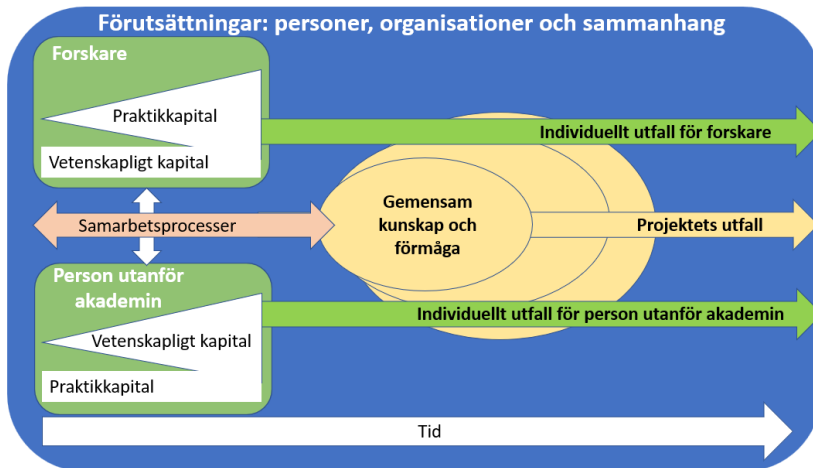 Förutsättningar: personer, organisationer och sammanhang
Forskare
Praktikkapital
Vetenskapligt kapital
Individuellt utfall för forskare
Samarbetsprocesser
Gemensam
kunskap och
förmåga
Projektets utfall
Person utanför
akademin
Vetenskapligt kapital
Praktikkapital
Individuellt utfall för person utanför akademin
Tid